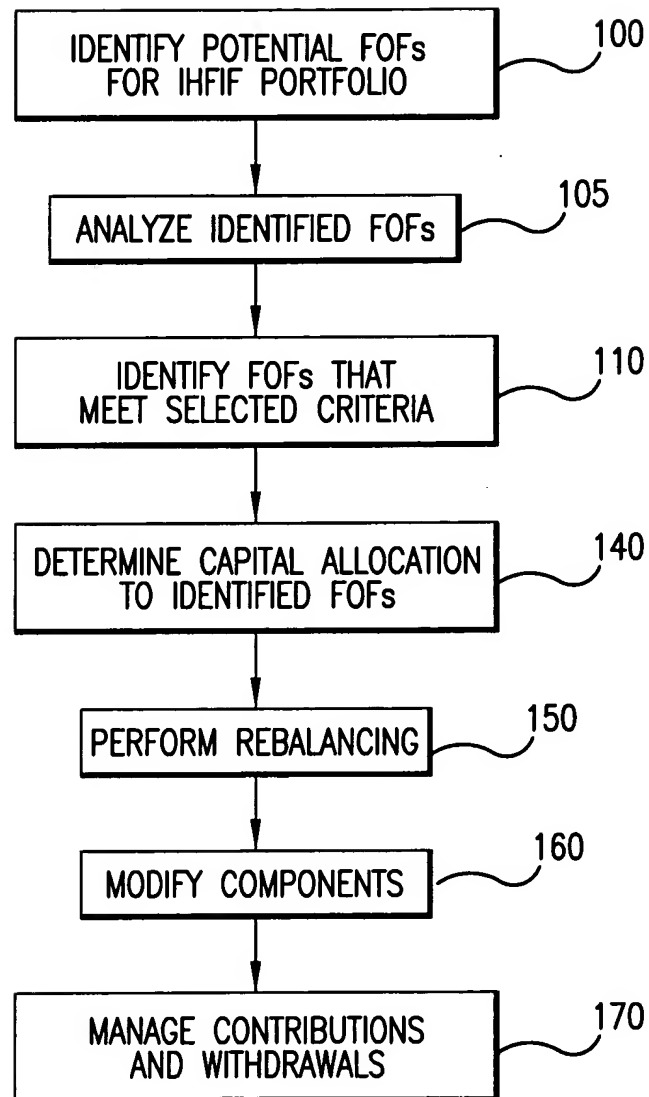 IDENTIFY POTENTIAL FOFs
FOR IHFIF PORTFOLIO
100
ANALYZE IDENTIFIED FOFs
105
IDENTIFY FOFs THAT
MEET SELECTED CRITERIA
110
DETERMINE CAPITAL ALLOCATION
TO IDENTIFIED FOFs
140
PERFORM REBALANCING
150
MODIFY COMPONENTS
160
MANAGE CONTRIBUTIONS
AND WITHDRAWALS
170